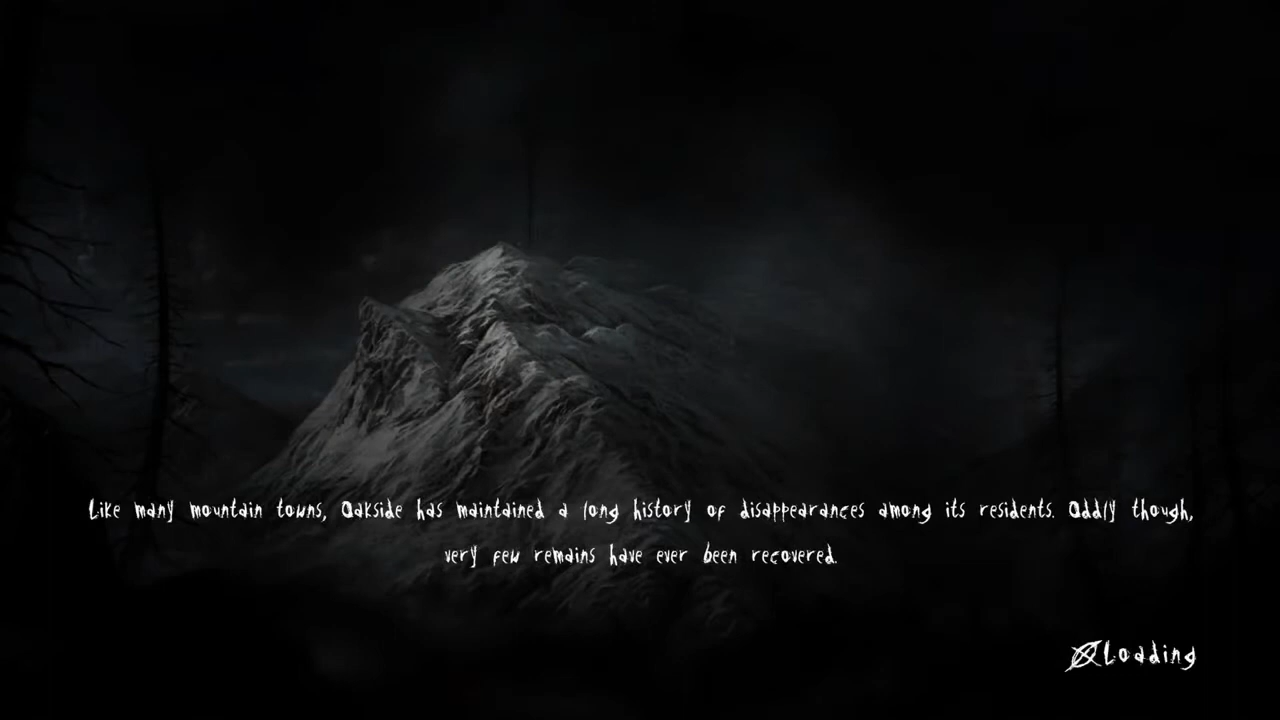 Like many mountain towns, Oakside has maintained a long history of disappearances among its residents. Oddly though,
very few remains have ever been recovered.
Loading